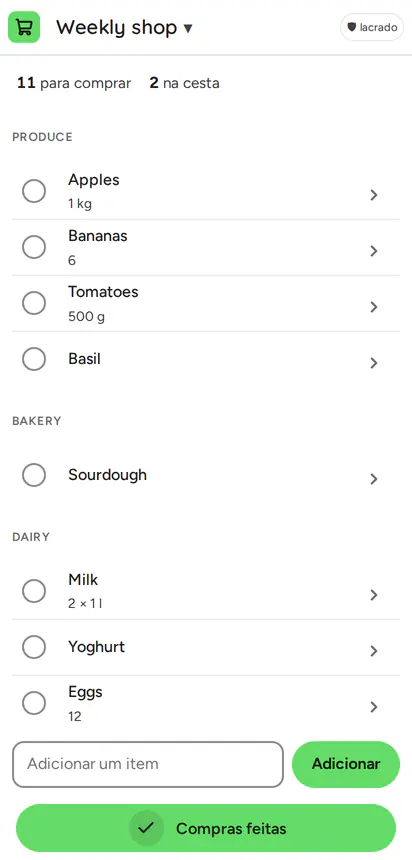 Weekly shop ▾
lacrado
11 para comprar 2 na cesta
PRODUCE
Apples
1 kg
Bananas
6
Tomatoes
500 g
Basil
BAKERY
Sourdough
DAIRY
Milk
2 × 1 l
Yoghurt
Eggs
12
Adicionar um item
Adicionar
Compras feitas